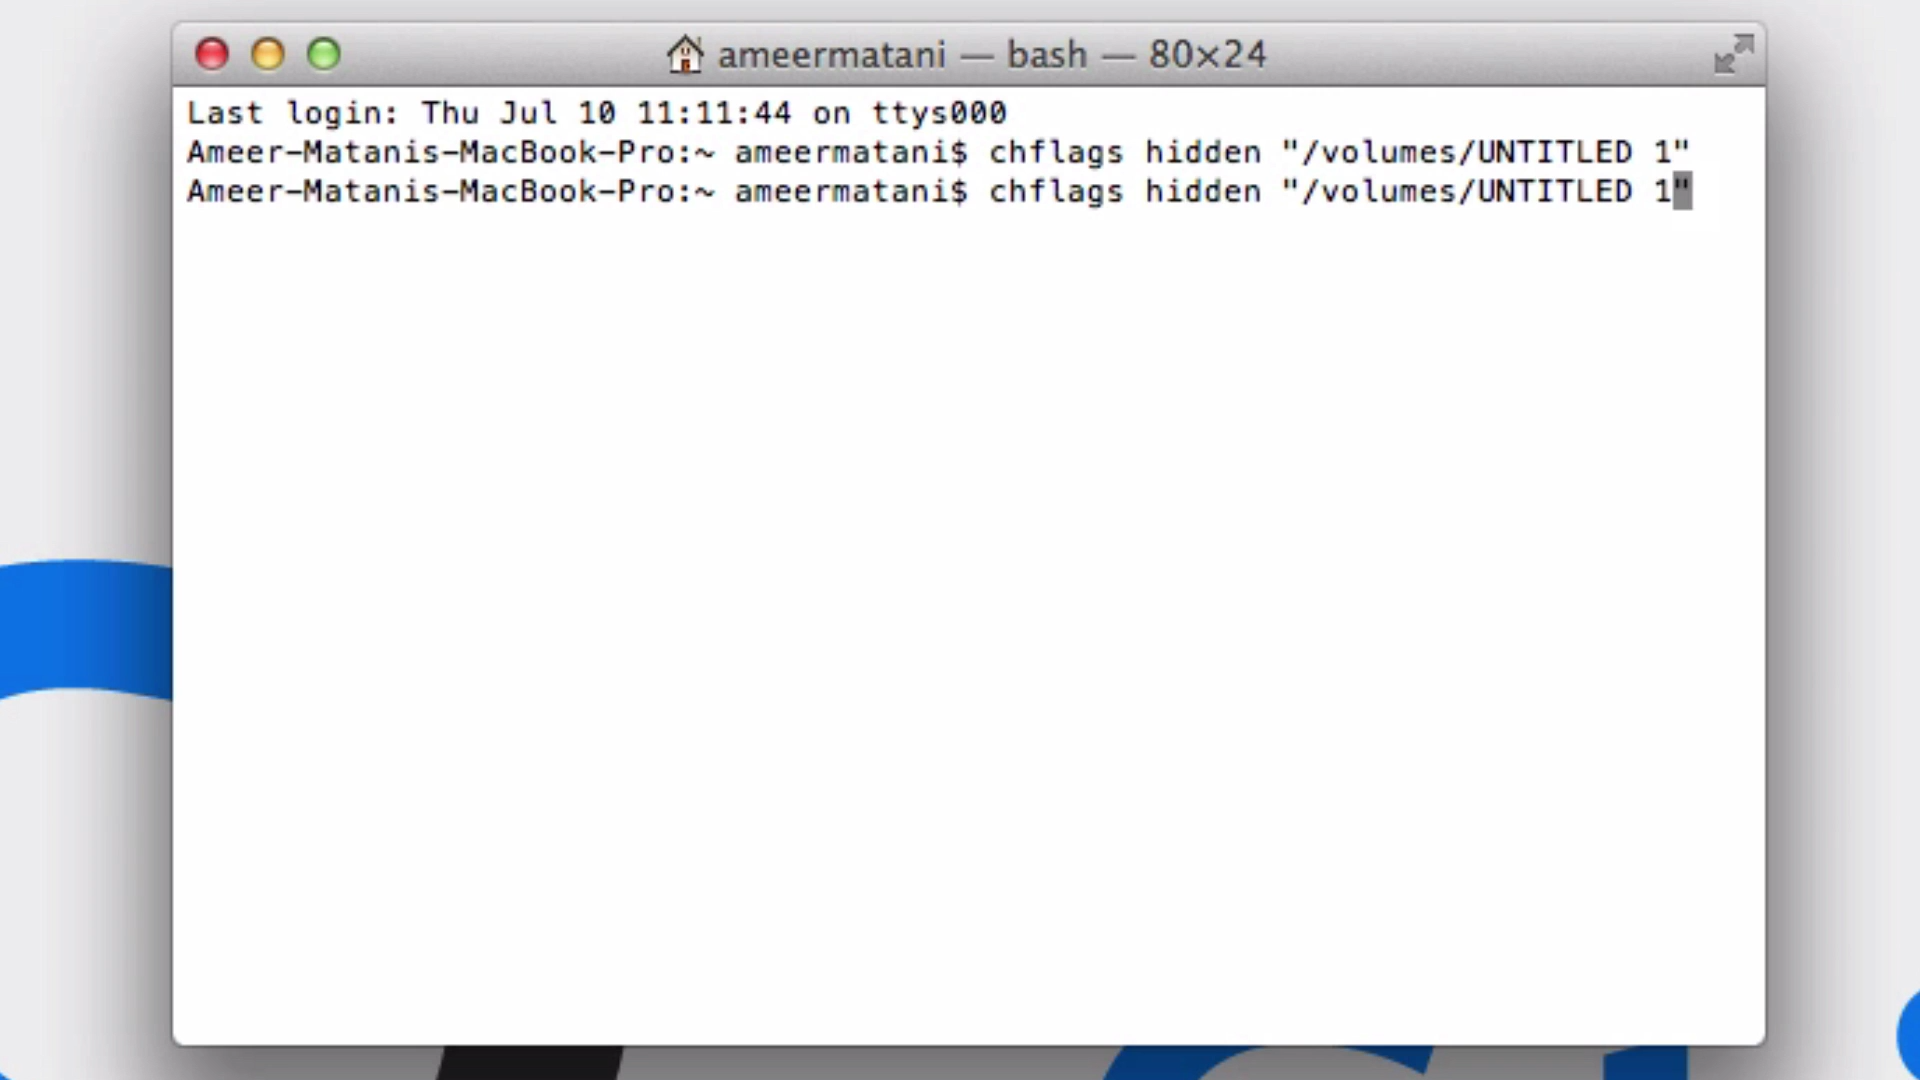 ameermatani — bash — 80×24
Last login: Thu Jul 10 11:11:44 on ttys000
Ameer-Matanis-MacBook-Pro:~ ameermatani$ chflags hidden "/volumes/UNTITLED 1"
Ameer-Matanis-MacBook-Pro:~ ameermatani$ chflags hidden "/volumes/UNTITLED 1"